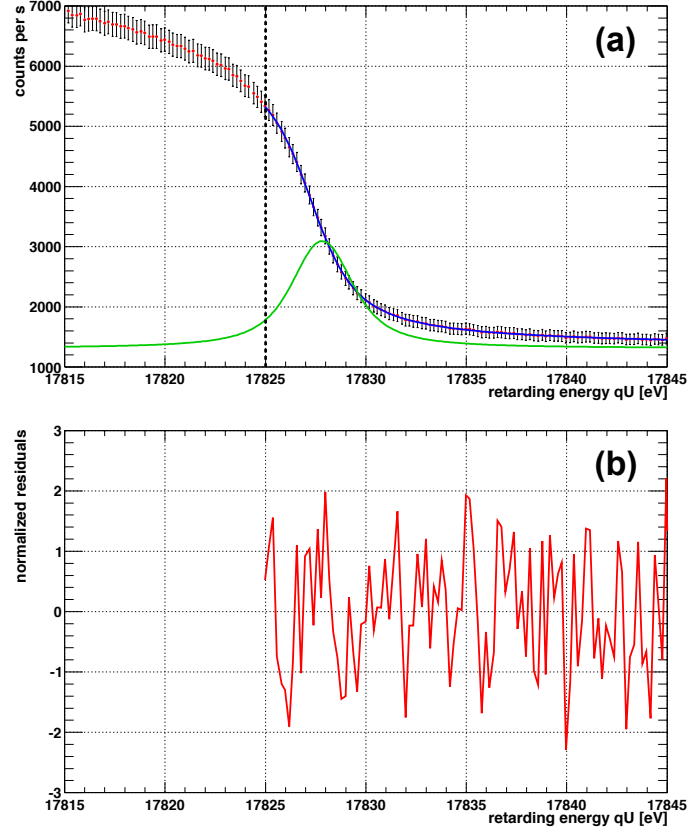 (a)
counts per s
7000
6000
5000
4000
3000
2000
1000
17815 17820 17825 17830 17835 17840 17845
retarding energy qU [eV]
(b)
normalized residuals
3
2
1
0
-1
-2
-3
17815 17820 17825 17830 17835 17840 17845
retarding energy qU [eV]